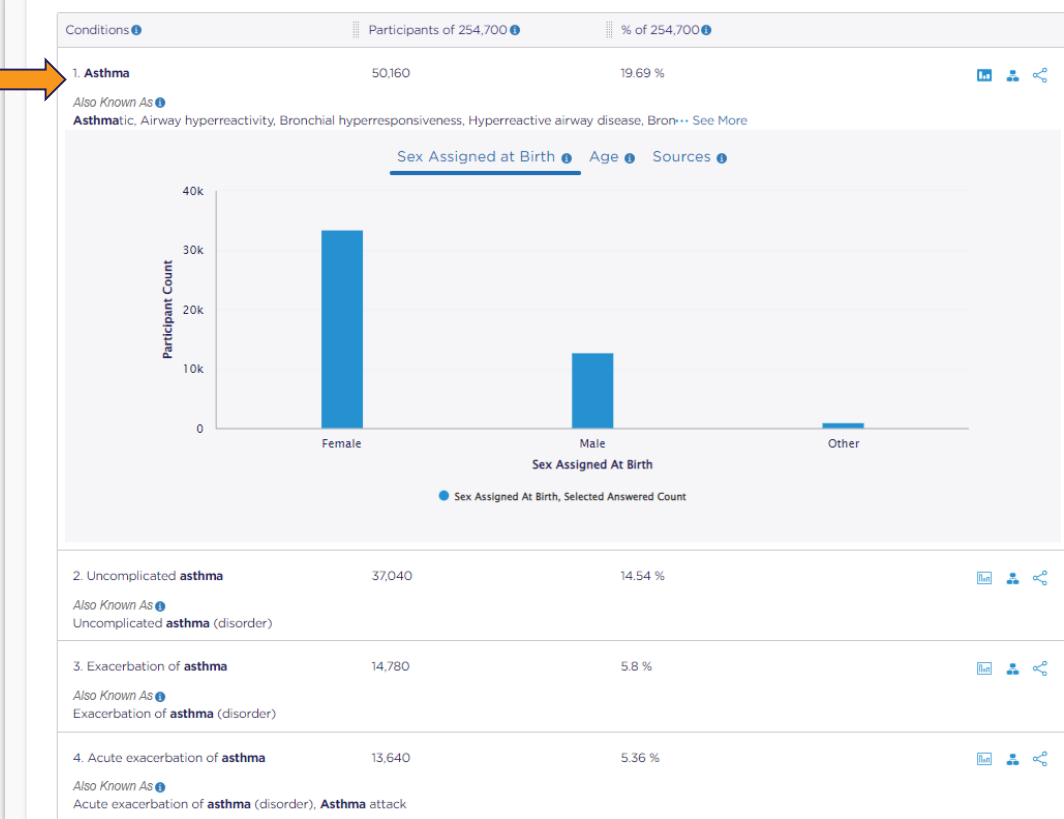 Conditions Participants of 254,700 % of 254,700
1. Asthma 50,160 19.69 %
Also Known As
Asthmatic, Airway hyperreactivity, Bronchial hyperresponsiveness, Hyperreactive airway disease, Bron··· See More
Sex Assigned at Birth Age Sources
40k
30k
20k
10k
0
Participant Count
Female Male Other
Sex Assigned At Birth
Sex Assigned At Birth, Selected Answered Count
2. Uncomplicated asthma 37,040 14.54 %
Also Known As
Uncomplicated asthma (disorder)
3. Exacerbation of asthma 14,780 5.8 %
Also Known As
Exacerbation of asthma (disorder)
4. Acute exacerbation of asthma 13,640 5.36 %
Also Known As
Acute exacerbation of asthma (disorder), Asthma attack